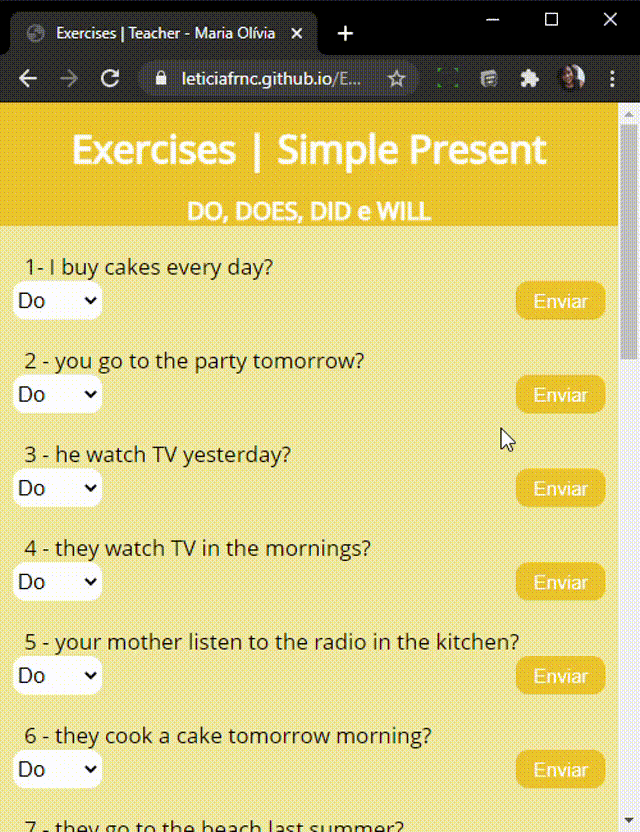 Exercises | Teacher - Maria Olívia
leticiafrnc.github.io/E...
Exercises | Simple Present
DO, DOES, DID e WILL
1- I buy cakes every day?
Do
Enviar
2 - you go to the party tomorrow?
Do
Enviar
3 - he watch TV yesterday?
Do
Enviar
4 - they watch TV in the mornings?
Do
Enviar
5 - your mother listen to the radio in the kitchen?
Do
Enviar
6 - they cook a cake tomorrow morning?
Do
Enviar
7 - they go to the beach last summer?